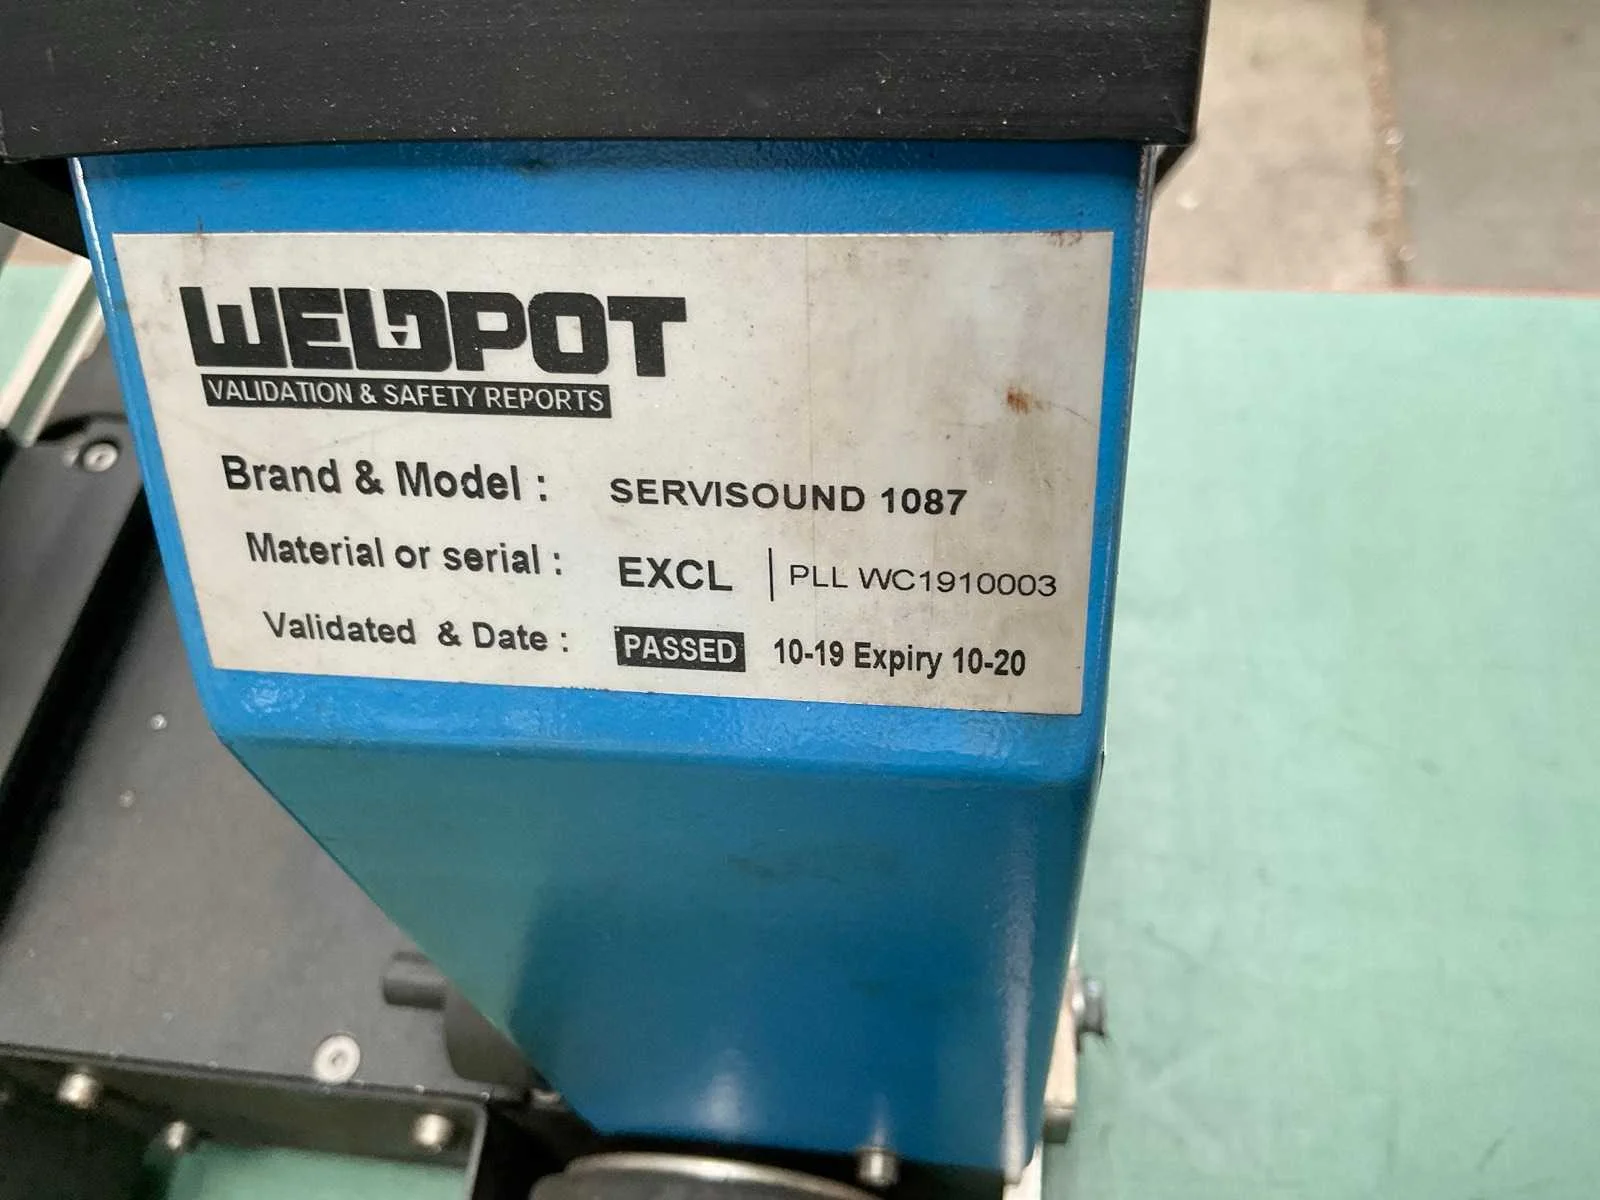 WELDPOT
VALIDATION & SAFETY REPORTS
Brand & Model : SERVISOUND 1087
Material or serial : EXCL | PLL WC1910003
Validated & Date : PASSED 10-19 Expiry 10-20